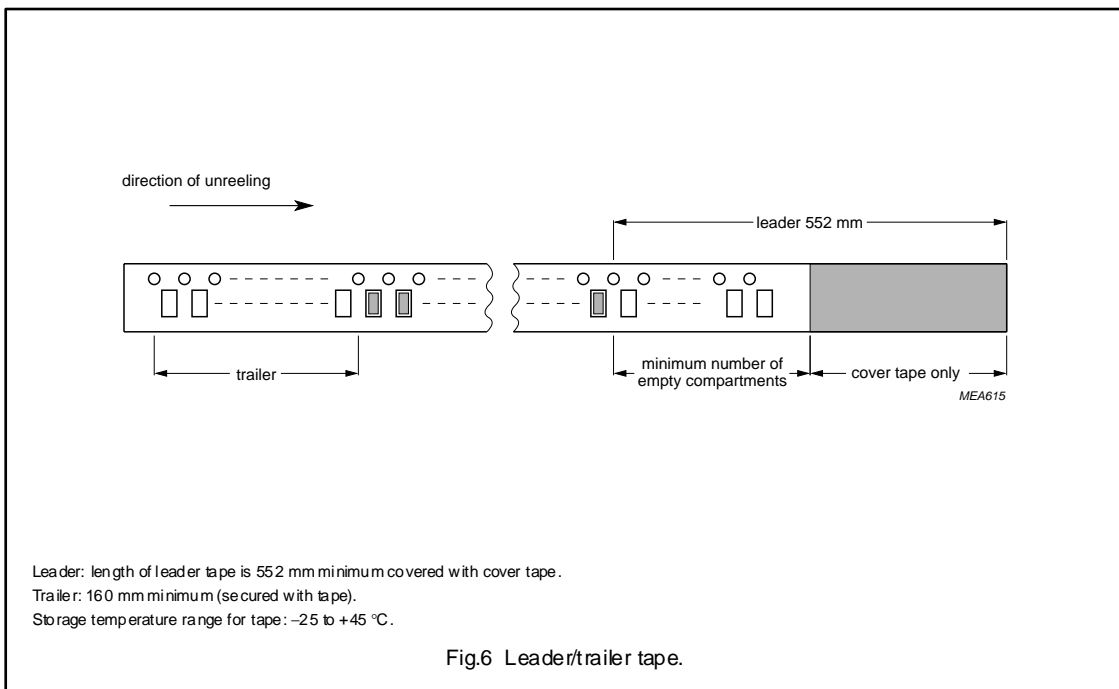 direction of unreeling
leader 552 mm
trailer
minimum number of
empty compartments
cover tape only
MEA615
Leader: length of leader tape is 552 mm minimum covered with cover tape.
Trailer: 160 mm minimum (secured with tape).
Storage temperature range for tape: −25 to +45 °C.
Fig.6 Leader/trailer tape.